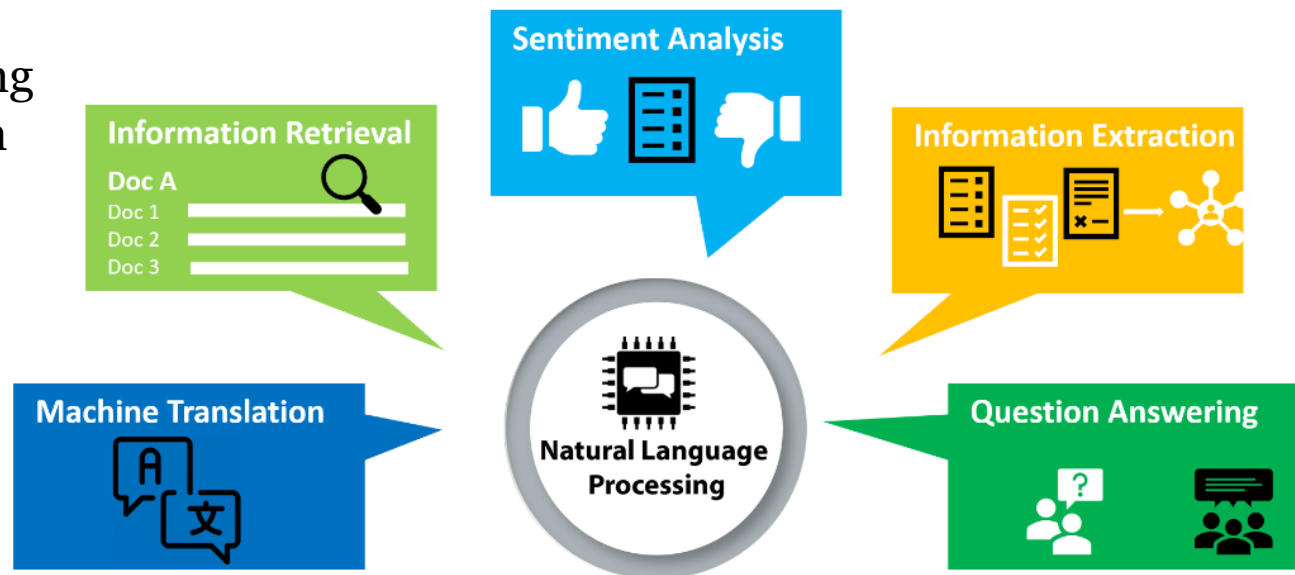 ng
Sentiment Analysis
Information Retrieval
Doc A
Doc 1
Doc 2
Doc 3
Information Extraction
Machine Translation
A
文
Natural Language
Processing
Question Answering
?